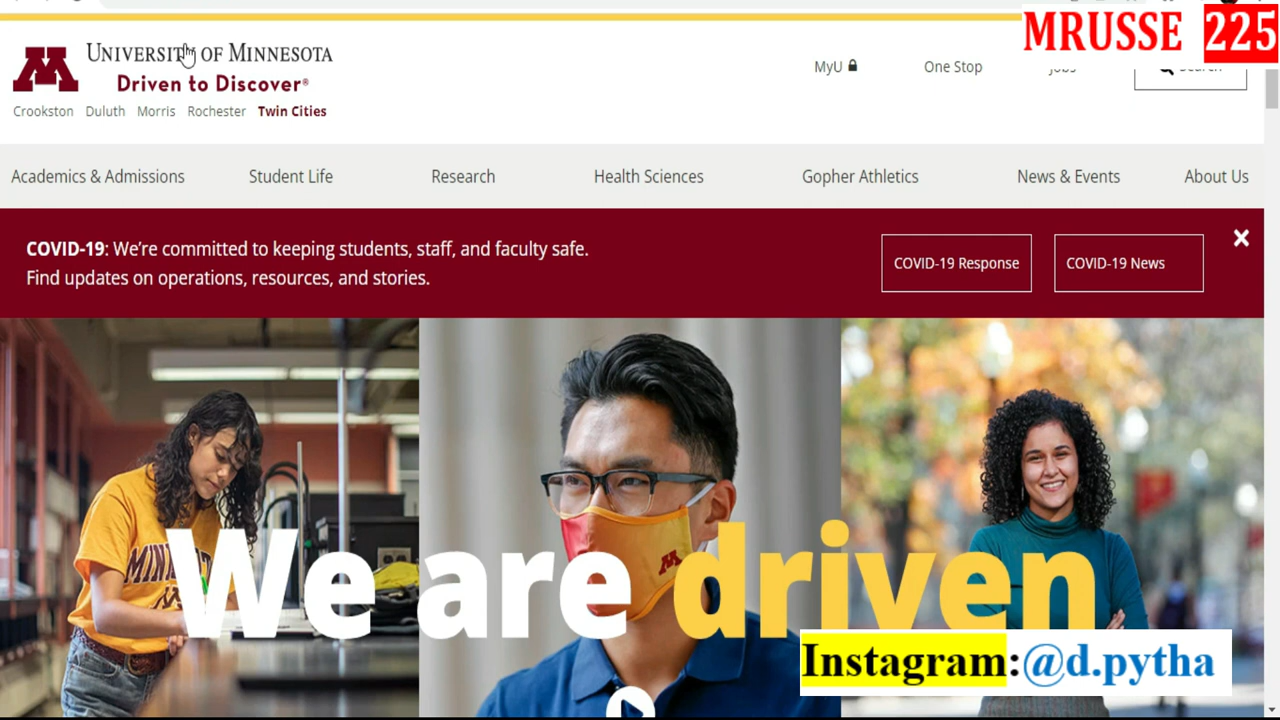 MRUSSE 225
UNIVERSITY OF MINNESOTA
Driven to Discover®
Crookston Duluth Morris Rochester Twin Cities
MyU One Stop Jobs Search
Academics & Admissions Student Life Research Health Sciences Gopher Athletics News & Events About Us
COVID-19: We're committed to keeping students, staff, and faculty safe.
Find updates on operations, resources, and stories.
COVID-19 Response COVID-19 News
We are driven
Instagram:@d.pytha